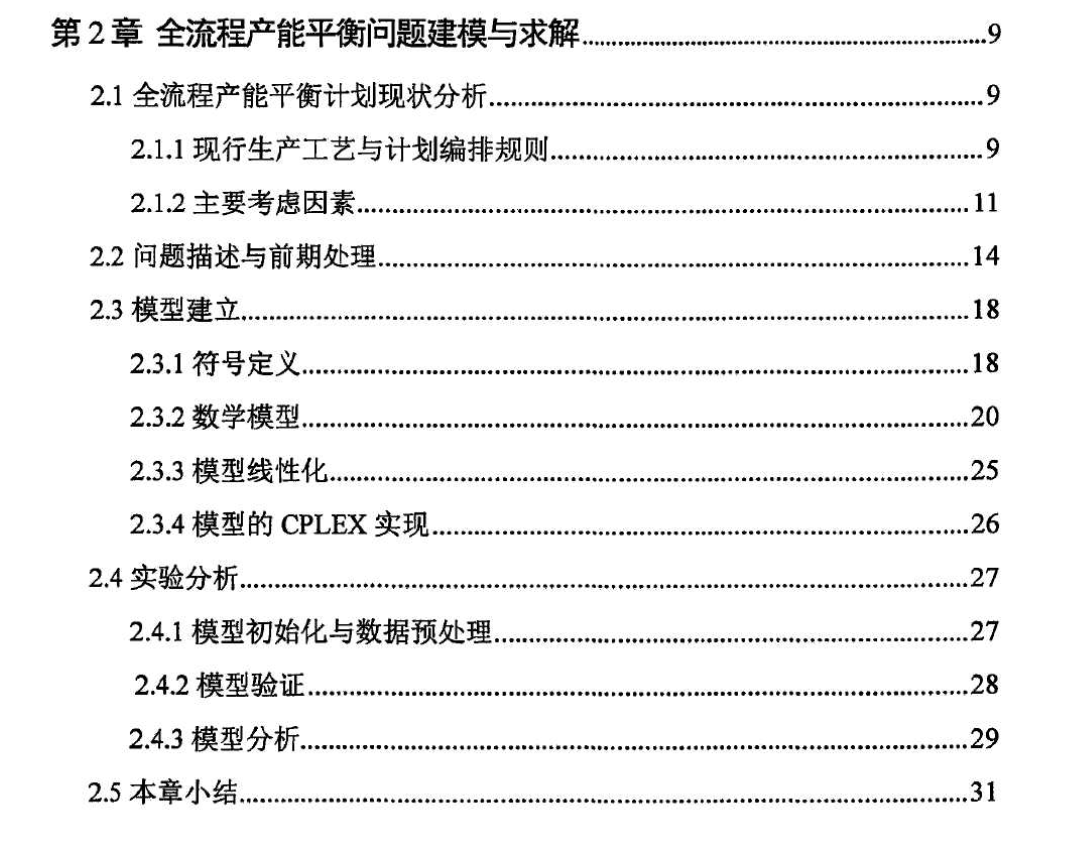 第 2 章 全流程产能平衡问题建模与求解......9
2.1 全流程产能平衡计划现状分析......9
2.1.1 现行生产工艺与计划编排规则......9
2.1.2 主要考虑因素......11
2.2 问题描述与前期处理......14
2.3 模型建立......18
2.3.1 符号定义......18
2.3.2 数学模型......20
2.3.3 模型线性化......25
2.3.4 模型的 CPLEX 实现......26
2.4 实验分析......27
2.4.1 模型初始化与数据预处理......27
2.4.2 模型验证......28
2.4.3 模型分析......29
2.5 本章小结......31